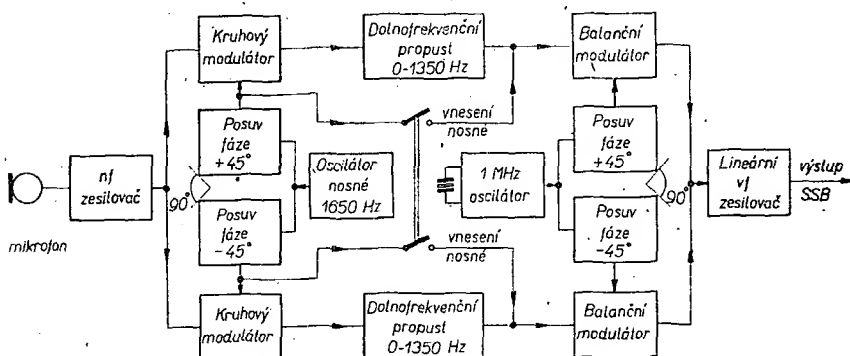 Kruhový
modulátor
Dolnofrekvenční
propust
0-1350 Hz
Balanční
modulátor
vnesení
nosné
Posuv
fáze
+45°
Oscilátor
nosné
1650 Hz
1 MHz
oscilátor
Posuv
fáze
+45°
mikrofon
nf
zesilovač
90°
90°
Lineární
vf
zesilovač
výstup
SSB
Posuv
fáze
-45°
vnesení
nosné
Posuv
fáze
-45°
Kruhový
modulátor
Dolnofrekvenční
propust
0-1350 Hz
Balanční
modulátor